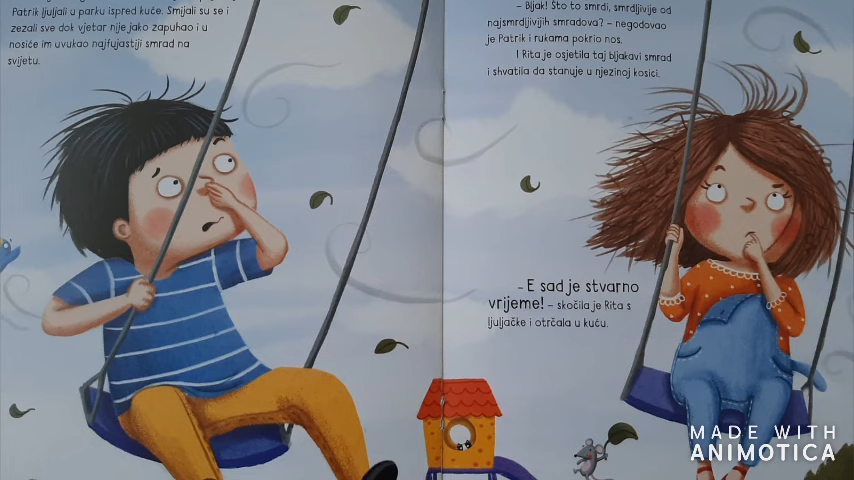 Patrik ljuljali u parku ispred kuće. Smijali su se i
zezali sve dok vjetar nije jako zapuhao i u
nosiće im uvukao najfujastiji smrad na
svijetu.
– Bljak! Što to smrdi, smrdljivije od
najsmrdljivijih smradova? – negodovao
je Patrik i rukama pokrio nos.
I Rita je osjetila taj bljakavi smrad
i shvatila da stanuje u njezinoj kosici.
– E sad je stvarno
vrijeme! – skočila je Rita s
ljuljačke i otrčala u kuću.
MADE WITH
ANIMOTICA